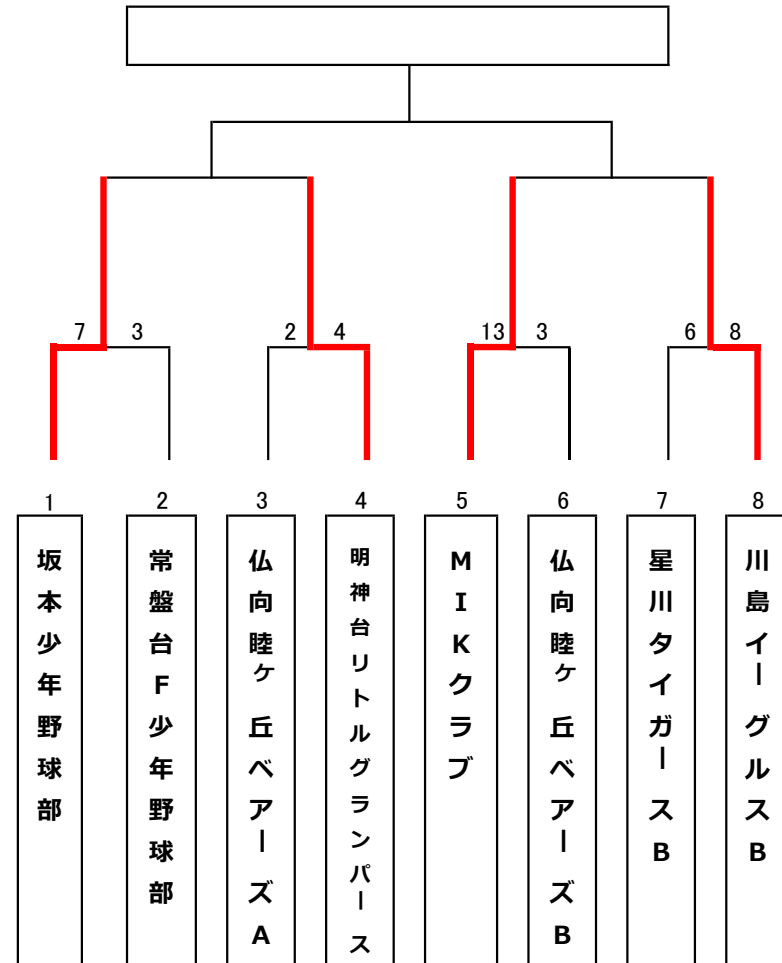 7 3 2 4 13 3 6 8
1 2 3 4 5 6 7 8
坂本少年野球部
常盤台F少年野球部
仏向睦ヶ丘ベアーズA
明神台リトルグランパース
MIKクラブ
仏向睦ヶ丘ベアーズB
星川タイガースB
川島イーグルスB